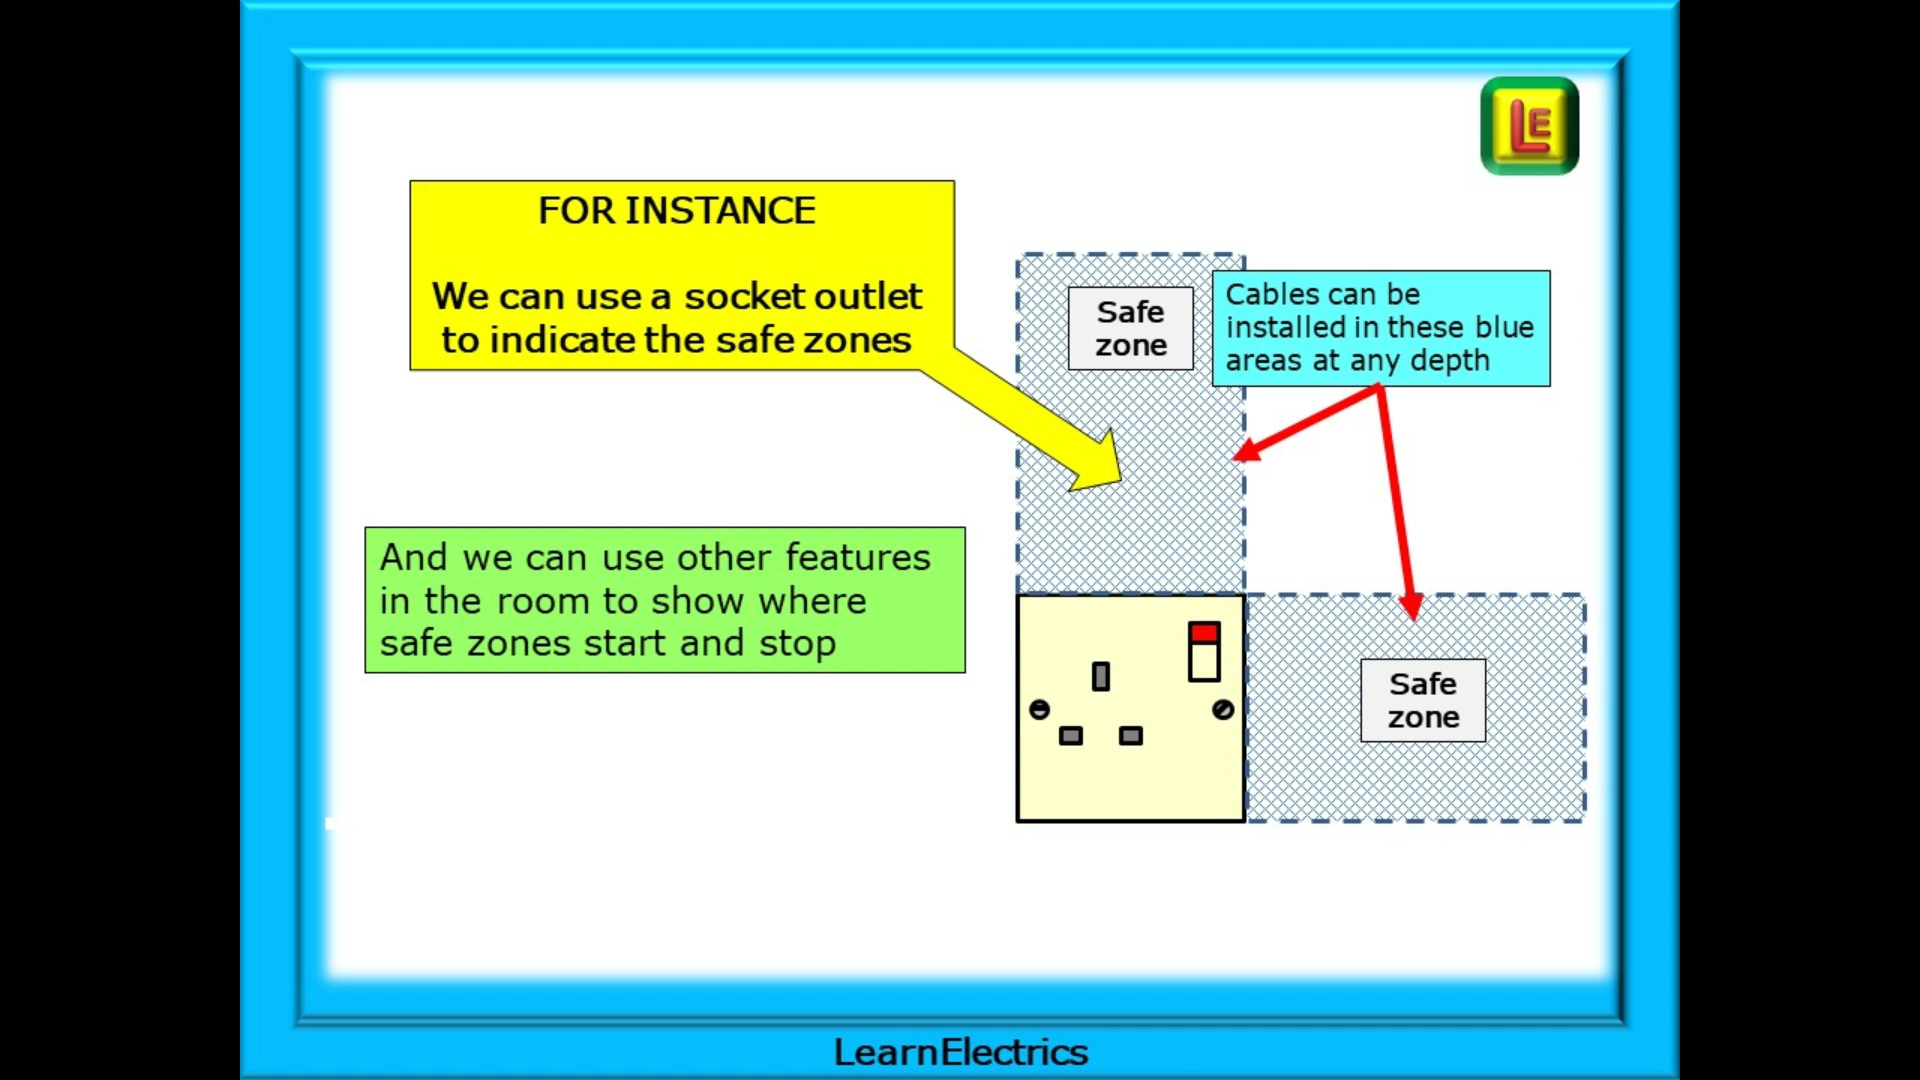 LE
FOR INSTANCE
We can use a socket outlet
to indicate the safe zones
Safe
zone
Cables can be
installed in these blue
areas at any depth
And we can use other features
in the room to show where
safe zones start and stop
Safe
zone
LearnElectrics